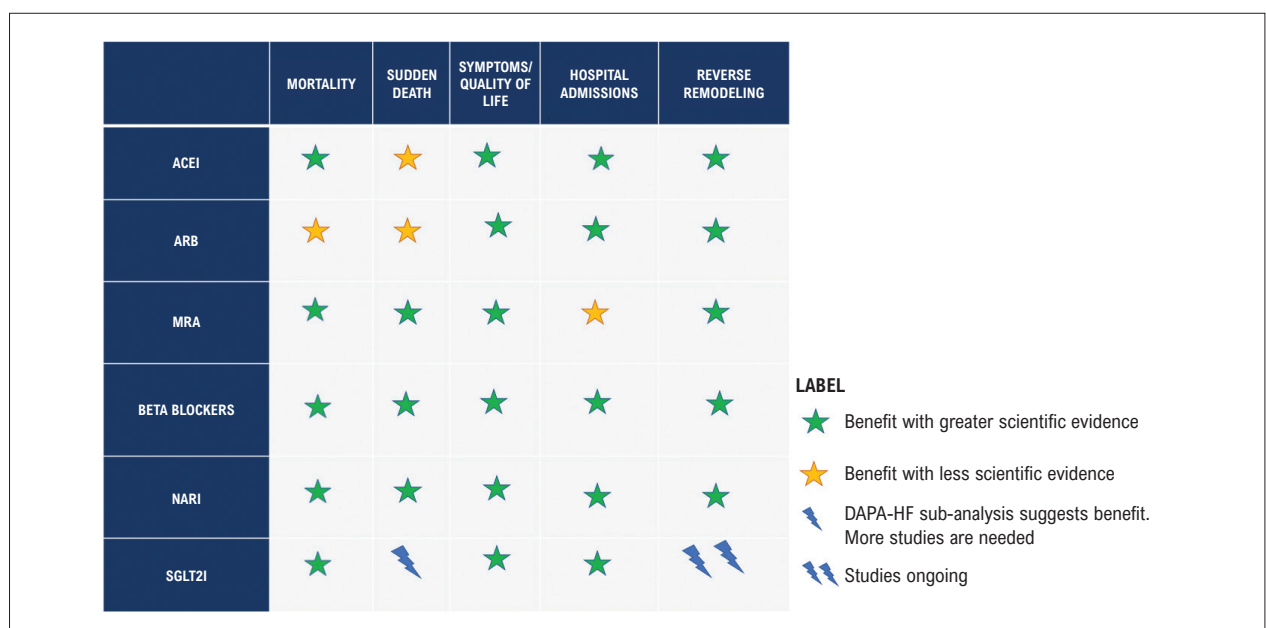 MORTALITY
SUDDEN
DEATH
SYMPTOMS/
QUALITY OF
LIFE
HOSPITAL
ADMISSIONS
REVERSE
REMODELING
ACEI
ARB
MRA
BETA BLOCKERS
NARI
SGLT2I
LABEL
Benefit with greater scientific evidence
Benefit with less scientific evidence
DAPA-HF sub-analysis suggests benefit.
More studies are needed
Studies ongoing